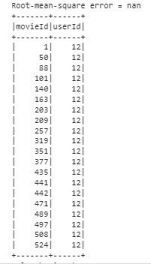 Root-mean-square error = nan
+-------+------+
|movieId|userId|
+-------+------+
|      1|    12|
|     50|    12|
|     88|    12|
|    101|    12|
|    140|    12|
|    163|    12|
|    203|    12|
|    209|    12|
|    257|    12|
|    319|    12|
|    351|    12|
|    377|    12|
|    435|    12|
|    441|    12|
|    442|    12|
|    471|    12|
|    489|    12|
|    497|    12|
|    508|    12|
|    524|    12|
+-------+------+